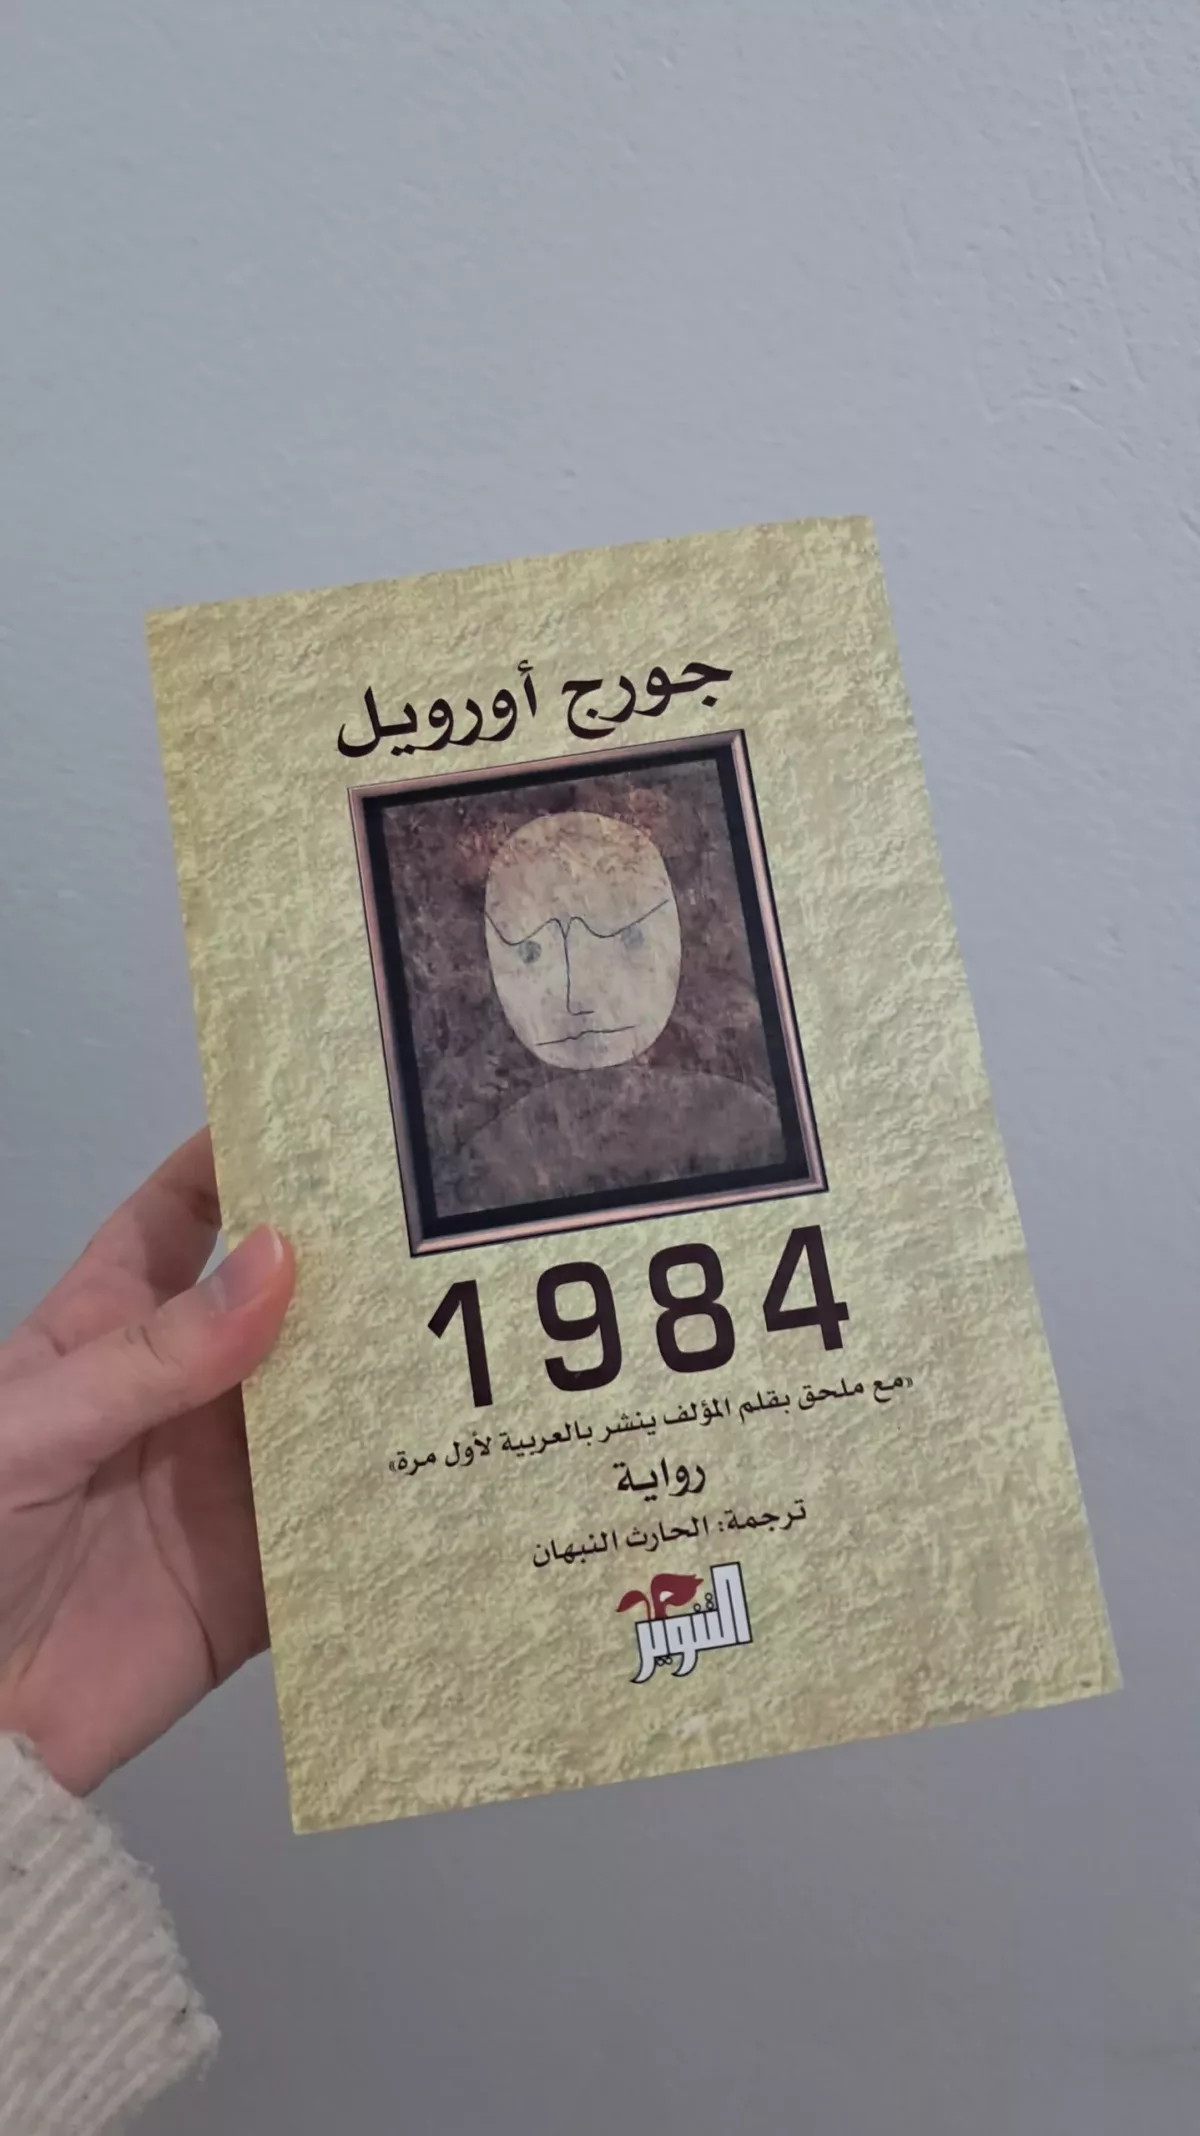 جورج أورويل
1984
«مع ملحق بقلم المؤلف ينشر بالعربية لأول مرة»
رواية
ترجمة: الحارث النبهان
التنوير